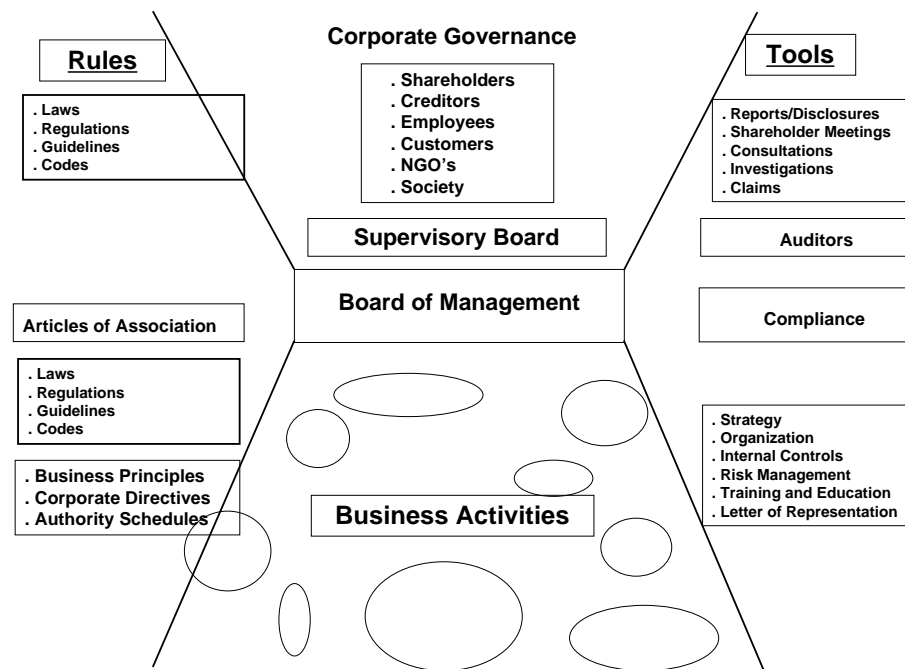 Corporate Governance
Rules
. Laws
. Regulations
. Guidelines
. Codes
. Shareholders
. Creditors
. Employees
. Customers
. NGO's
. Society
Tools
. Reports/Disclosures
. Shareholder Meetings
. Consultations
. Investigations
. Claims
Supervisory Board
Auditors
Board of Management
Articles of Association
Compliance
. Laws
. Regulations
. Guidelines
. Codes
. Business Principles
. Corporate Directives
. Authority Schedules
Business Activities
. Strategy
. Organization
. Internal Controls
. Risk Management
. Training and Education
. Letter of Representation